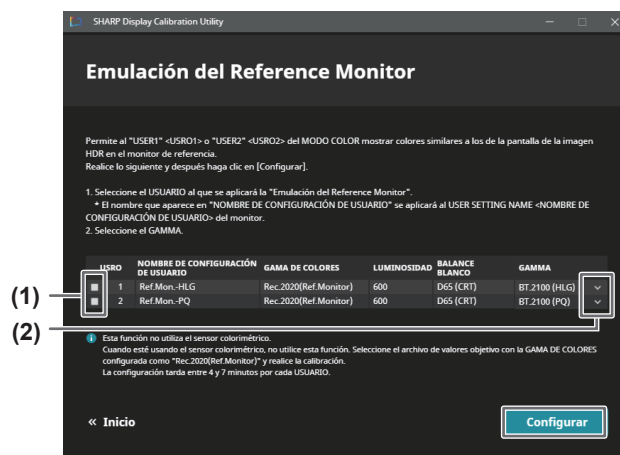 SHARP Display Calibration Utility
Emulación del Reference Monitor
Permite al "USER1" <USRO1> o "USER2" <USRO2> del MODO COLOR mostrar colores similares a los de la pantalla de la imagen
HDR en el monitor de referencia.
Realice lo siguiente y después haga clic en [Configurar].
1. Seleccione el USUARIO al que se aplicará la "Emulación del Reference Monitor".
* El nombre que aparece en "NOMBRE DE CONFIGURACIÓN DE USUARIO" se aplicará al USER SETTING NAME <NOMBRE DE
CONFIGURACIÓN DE USUARIO> del monitor.
2. Seleccione el GAMMA.
USRO NOMBRE DE CONFIGURACIÓN DE USUARIO GAMA DE COLORES LUMINOSIDAD BALANCE BLANCO GAMMA
(1) 1 Ref.Mon.-HLG Rec.2020(Ref.Monitor) 600 D65 (CRT) BT.2100 (HLG)
2 Ref.Mon.-PQ Rec.2020(Ref.Monitor) 600 D65 (CRT) BT.2100 (PQ)
(2)
Esta función no utiliza el sensor colorimétrico.
Cuando esté usando el sensor colorimétrico, no utilice esta función. Seleccione el archivo de valores objetivo con la GAMA DE COLORES
configurada como "Rec.2020(Ref.Monitor)" y realice la calibración.
La configuración tarda entre 4 y 7 minutos por cada USUARIO.
« Inicio
Configurar